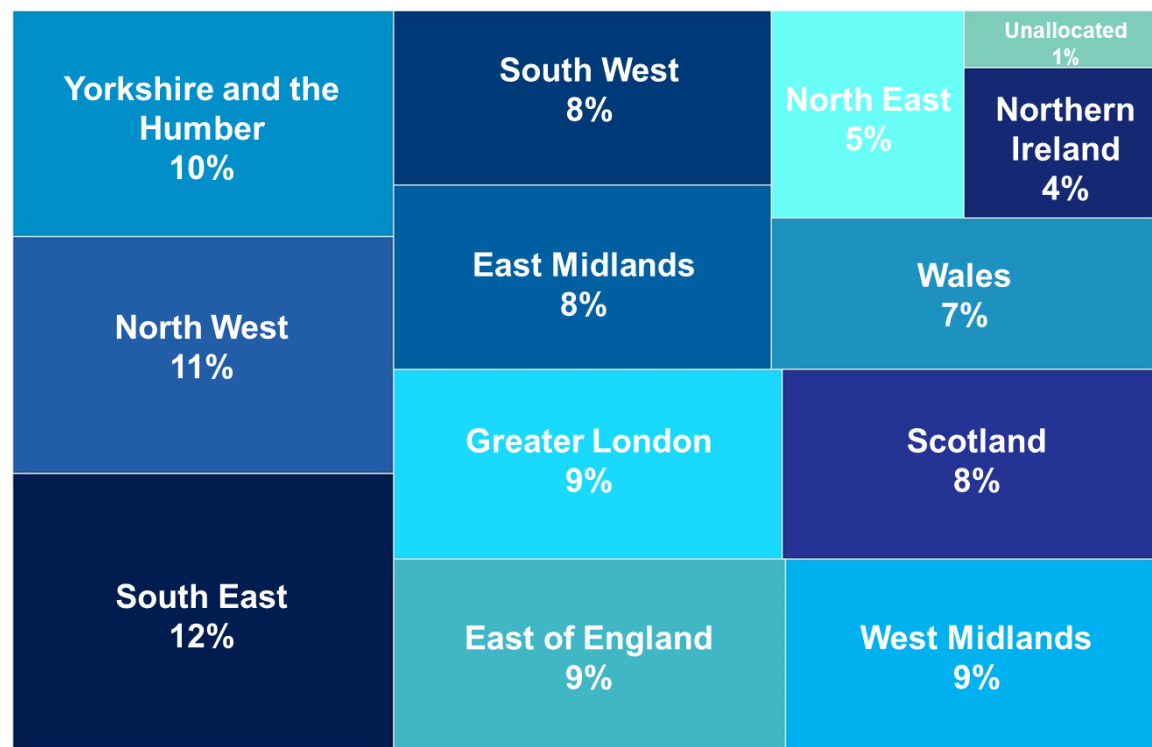 Yorkshire and the
Humber
10%
North West
11%
South East
12%
South West
8%
East Midlands
8%
Greater London
9%
East of England
9%
North East
5%
Unallocated
1%
Northern
Ireland
4%
Wales
7%
Scotland
8%
West Midlands
9%